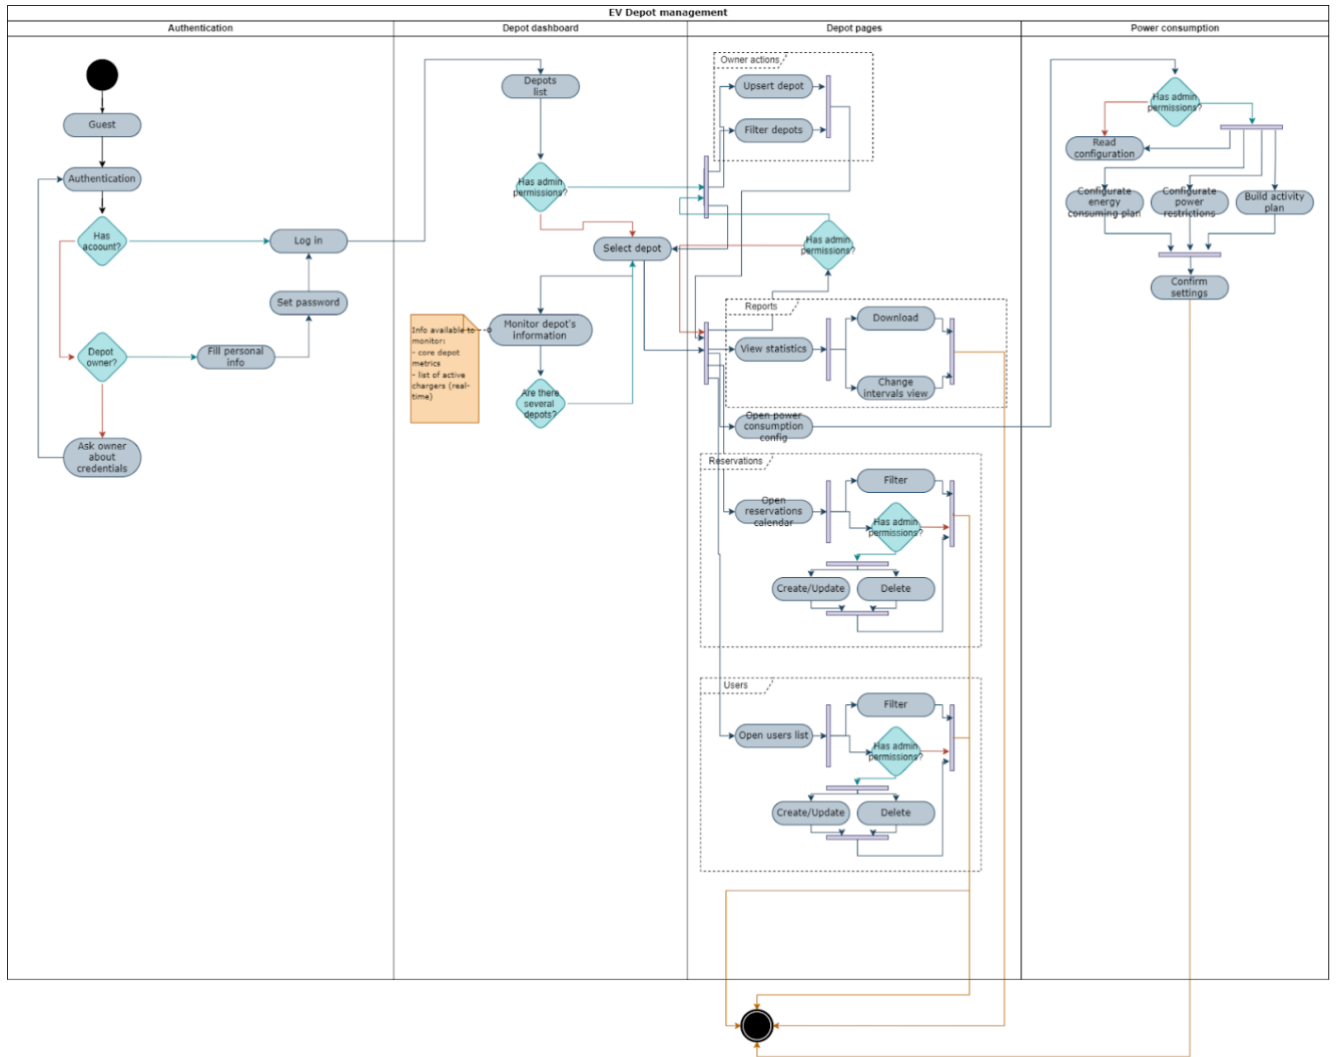 EV Depot management
Authentication
Depot dashboard
Depot pages
Power consumption
Guest
Authentication
Has
acoount?
Log in
Set password
Depot
owner?
Fill personal
info
Ask owner
about
credentials
Depots
list
Has admin
permissions?
Select depot
Info available to
monitor:
- core depot
metrics
- list of active
chargers (real-
time)
Monitor depot's
information
Are there
several
depots?
Owner actions
Upsert depot
Filter depots
Has admin
permissions?
Reports
Download
View statistics
Change
intervals view
Open power
consumption
config
Reservations
Filter
Open
reservations
calendar
Has admin
permissions?
Create/Update
Delete
Users
Filter
Open users list
Has admin
permissions?
Create/Update
Delete
Has admin
permissions?
Read
configuration
Configurate
energy
consuming plan
Configurate
power
restrictions
Build activity
plan
Confirm
settings